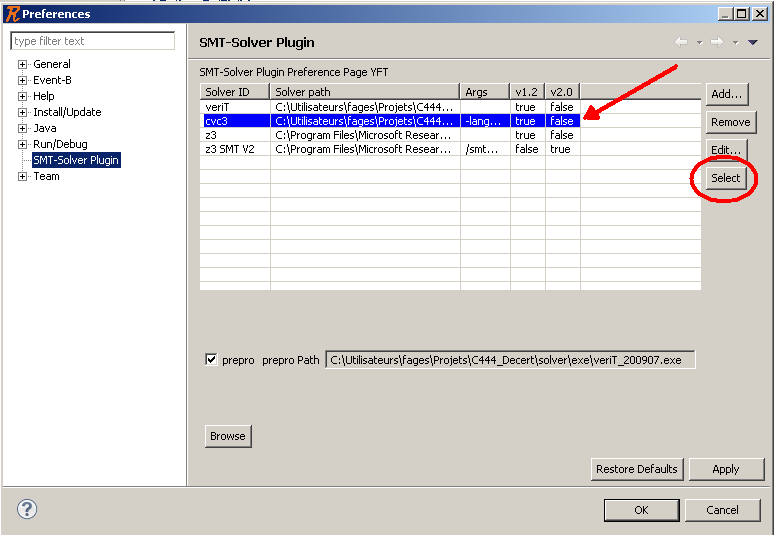 Preferences
type filter text
General
Event-B
Help
Install/Update
Java
Run/Debug
SMT-Solver Plugin
Team
SMT-Solver Plugin
SMT-Solver Plugin Preference Page YFT
Solver ID Solver path Args v1.2 v2.0
veriT C:\Utilisateurs\fages\Projets\C444... true false
cvc3 C:\Utilisateurs\fages\Projets\C444... -lang... true false
z3 C:\Program Files\Microsoft Resear... true false
z3 SMT V2 C:\Program Files\Microsoft Resear... /smt... false true
Add...
Remove
Edit...
Select
prepro prepro Path C:\Utilisateurs\fages\Projets\C444_Decert\solver\exe\veriT_200907.exe
Browse
Restore Defaults Apply
? OK Cancel